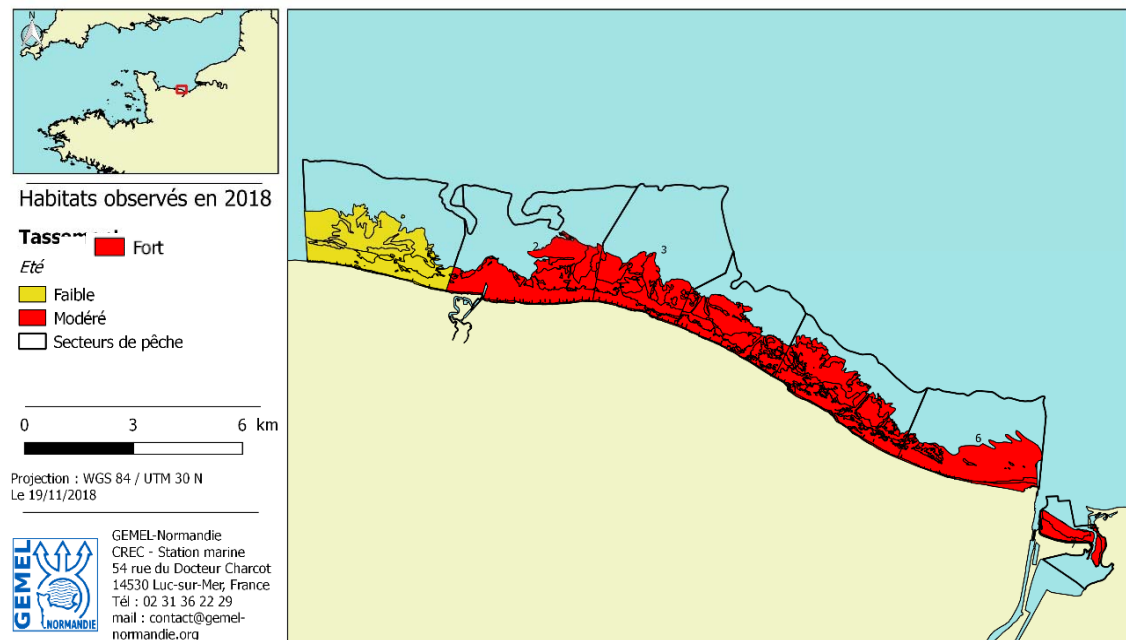 N
Habitats observés en 2018
Fort
Eté
Faible
Modéré
Secteurs de pêche
0 3 6 km
Projection : WGS 84 / UTM 30 N
Le 19/11/2018
GEMEL
NORMANDIE
GEMEL-Normandie
CREC - Station marine
54 rue du Docteur Charcot
14530 Luc-sur-Mer, France
Tél : 02 31 36 22 29
mail : contact@gemel-
normandie.org
1
2
3
6